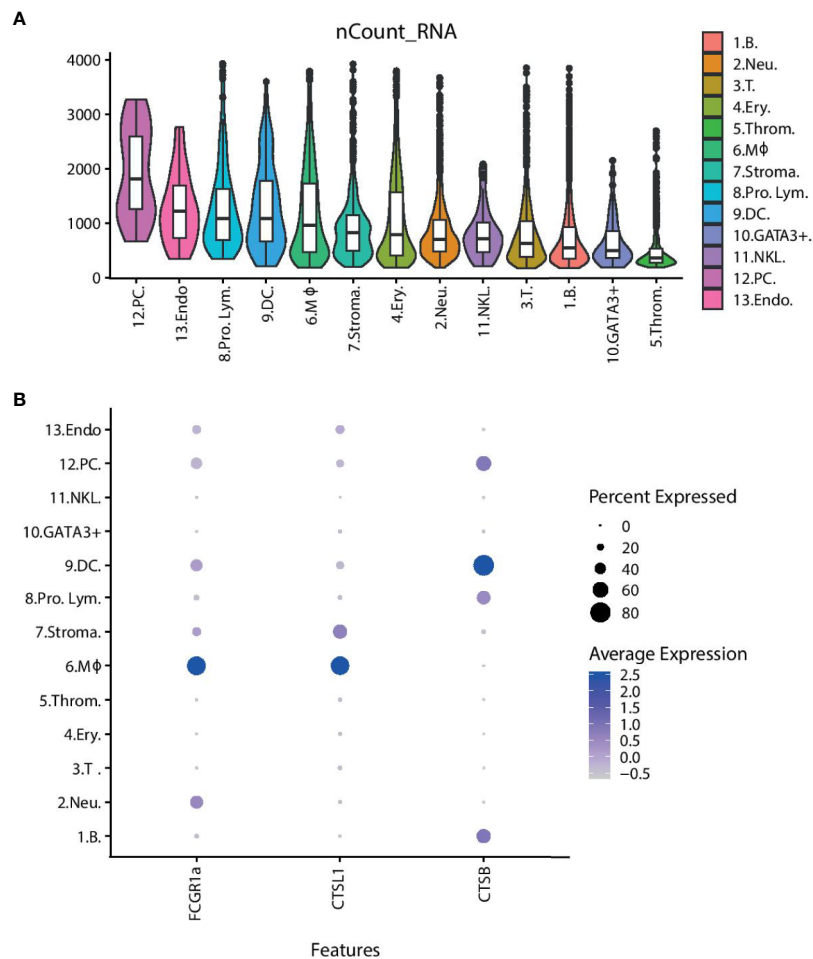 A
nCount_RNA
4000
3000
2000
1000
0
12.PC.
13.Endo
8.Pro. Lym.
9.DC.
6.M ϕ
7.Stroma.
4.Ery.
2.Neu.
11.NKL.
3.T.
1.B.
10.GATA3+
5.Throm.
1.B.
2.Neu.
3.T.
4.Ery.
5.Throm.
6.Mϕ
7.Stroma.
8.Pro. Lym.
9.DC.
10.GATA3+.
11.NKL.
12.PC.
13.Endo.
B
13.Endo
12.PC.
11.NKL.
10.GATA3+
9.DC.
8.Pro. Lym.
7.Stroma.
6.M ϕ
5.Throm.
4.Ery.
3.T .
2.Neu.
1.B.
FCGR1a
CTSL1
CTSB
Features
Percent Expressed
0
20
40
60
80
Average Expression
2.5
2.0
1.5
1.0
0.5
0.0
−0.5